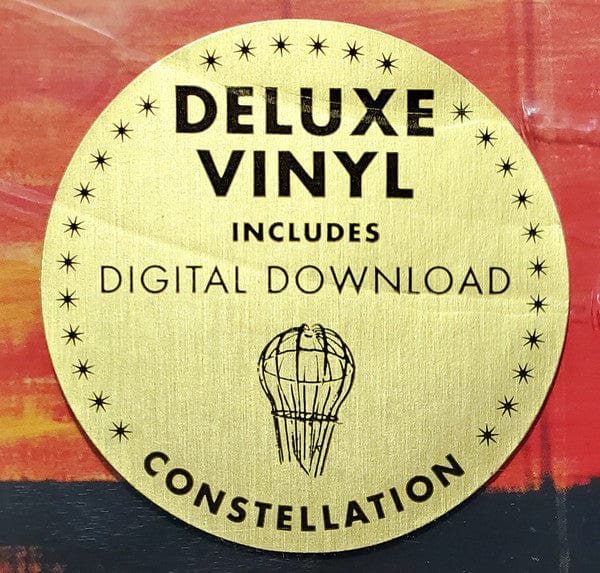 DELUXE
VINYL
INCLUDES
DIGITAL DOWNLOAD
CONSTELLATION